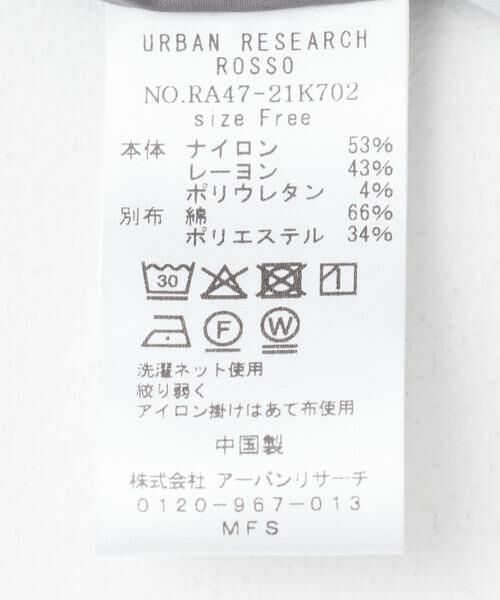 URBAN RESEARCH
ROSSO
NO.RA47-21K702
size Free
本体 ナイロン 53%
レーヨン 43%
ポリウレタン 4%
別布 綿 66%
ポリエステル 34%
30 1
F W
洗濯ネット使用
絞り弱く
アイロン掛けはあて布使用
中国製
株式会社 アーバンリサーチ
0120-967-013
MFS